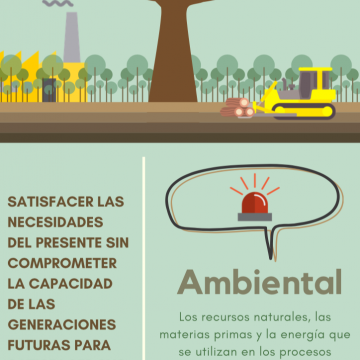 SATISFACER LAS
NECESIDADES
DEL PRESENTE SIN
COMPROMETER
LA CAPACIDAD
DE LAS
GENERACIONES
FUTURAS PARA
Ambiental
Los recursos naturales, las
materias primas y la energía que
se utilizan en los procesos